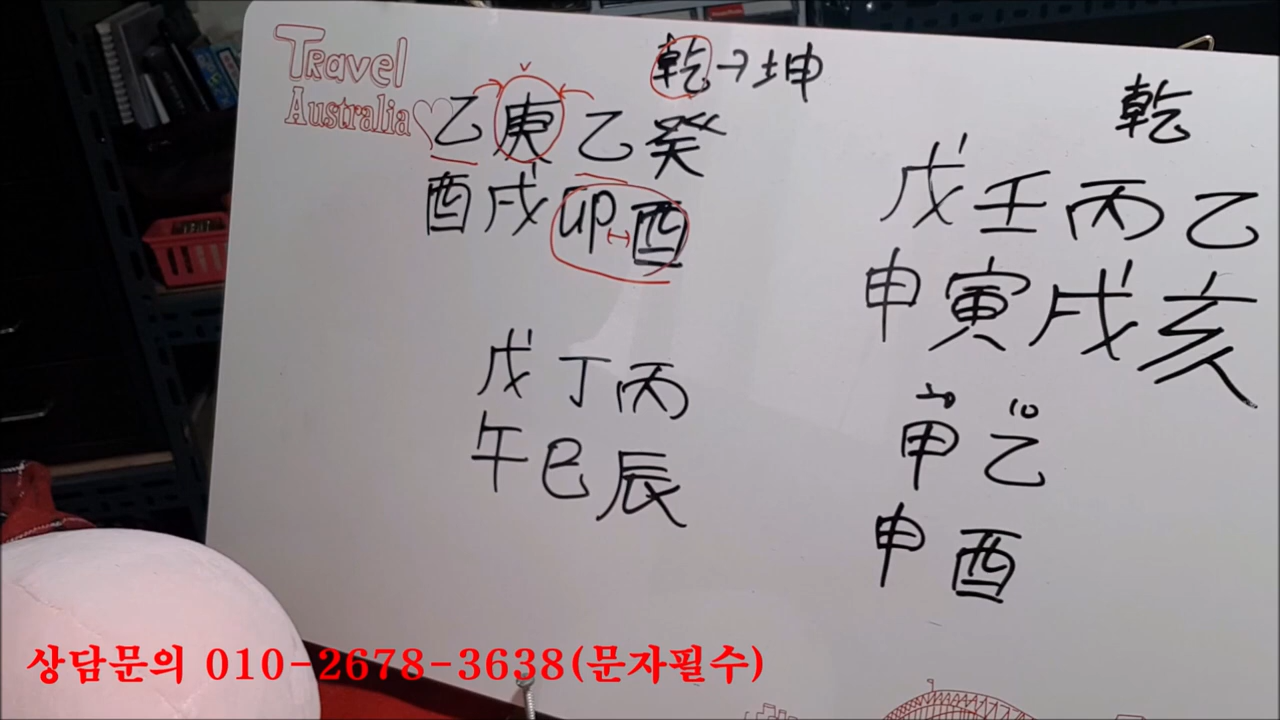 Travel
Australia
乾→坤
乙庚乙癸
酉戌卯酉
戊丁丙
午巳辰
乾
戊壬丙乙
申寅戌亥
20 10
甲乙
申酉
상담문의 010-2678-3638(문자필수)